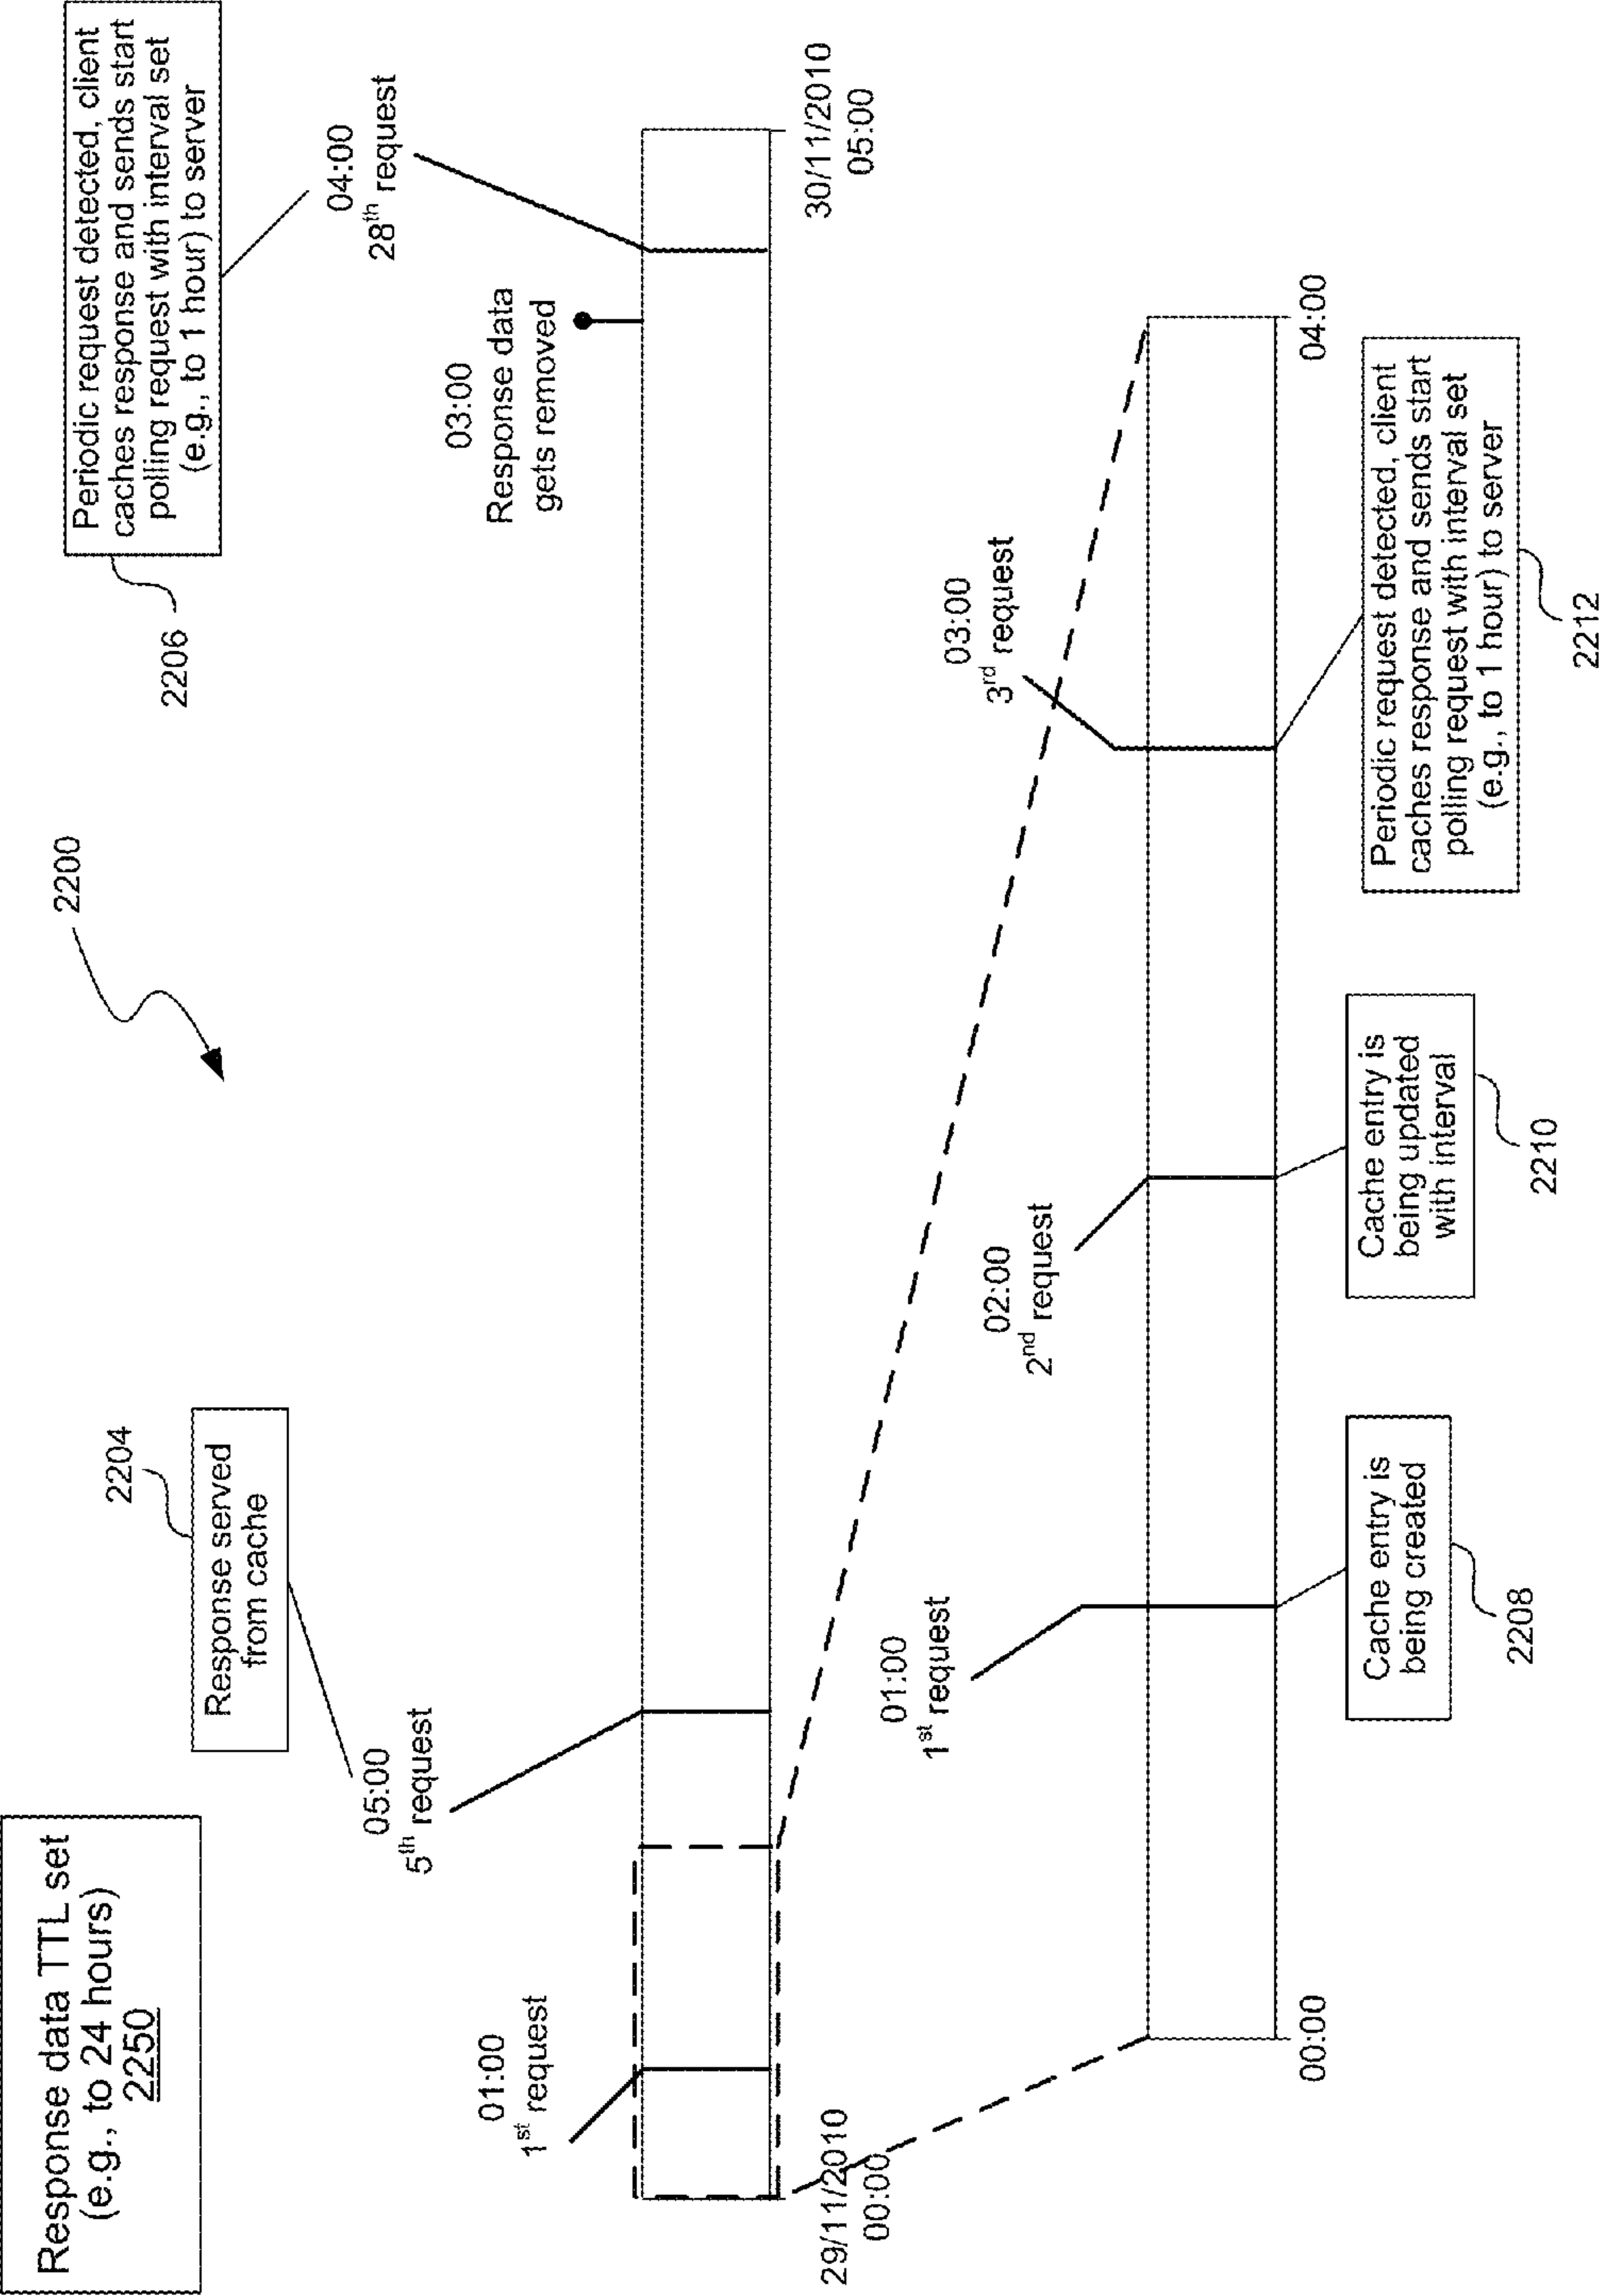 Response data TTL set
(e.g., to 24 hours)
2250
2204
Response served
from cache
2200
2206
Periodic request detected, client
caches response and sends start
polling request with interval set
(e.g., to 1 hour) to server
01:00
1st request
05:00
5th request
03:00
Response data
gets removed
04:00
28th request
29/11/2010
00:00
30/11/2010
05:00
01:00
1st request
02:00
2nd request
03:00
3rd request
00:00
04:00
Cache entry is
being created
2208
Cache entry is
being updated
with interval
2210
Periodic request detected, client
caches response and sends start
polling request with interval set
(e.g., to 1 hour) to server
2212